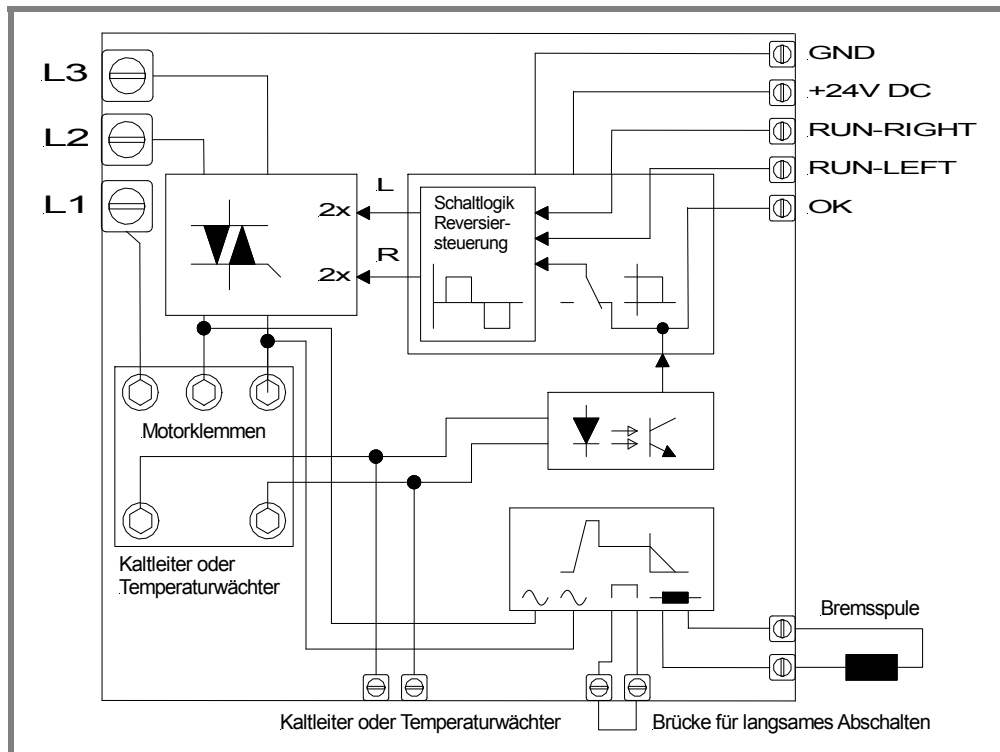 L3
L2
L1
GND
+24V DC
RUN-RIGHT
RUN-LEFT
OK
L
2x
R
2x
Schaltlogik
Reversier-
steuerung
Motorklemmen
Kaltleiter oder
Temperaturwächter
Bremsspule
Kaltleiter oder Temperaturwächter
Brücke für langsames Abschalten